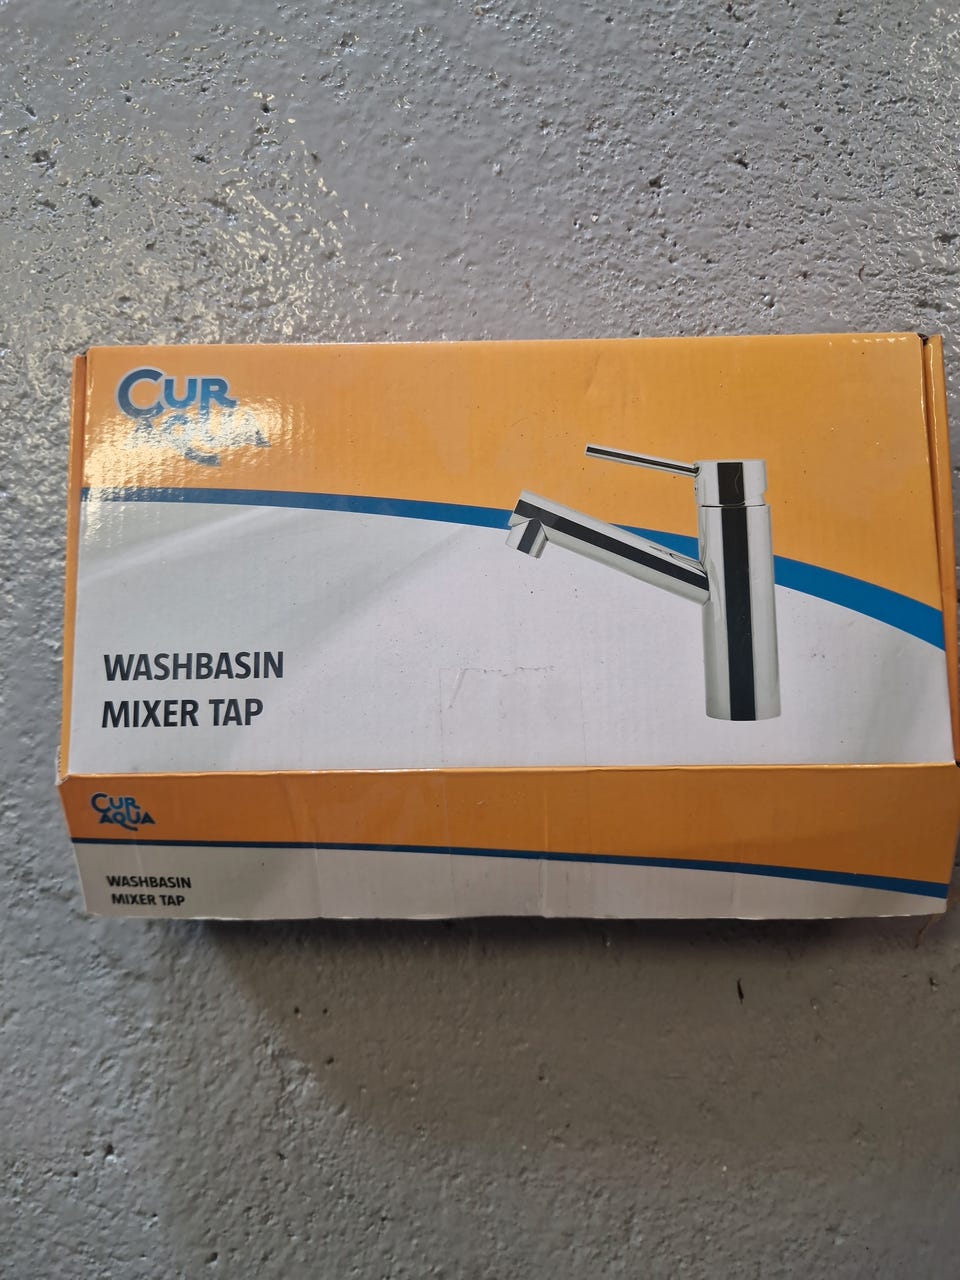 CUR
AQUA
WASHBASIN
MIXER TAP
CUR
AQUA
WASHBASIN
MIXER TAP